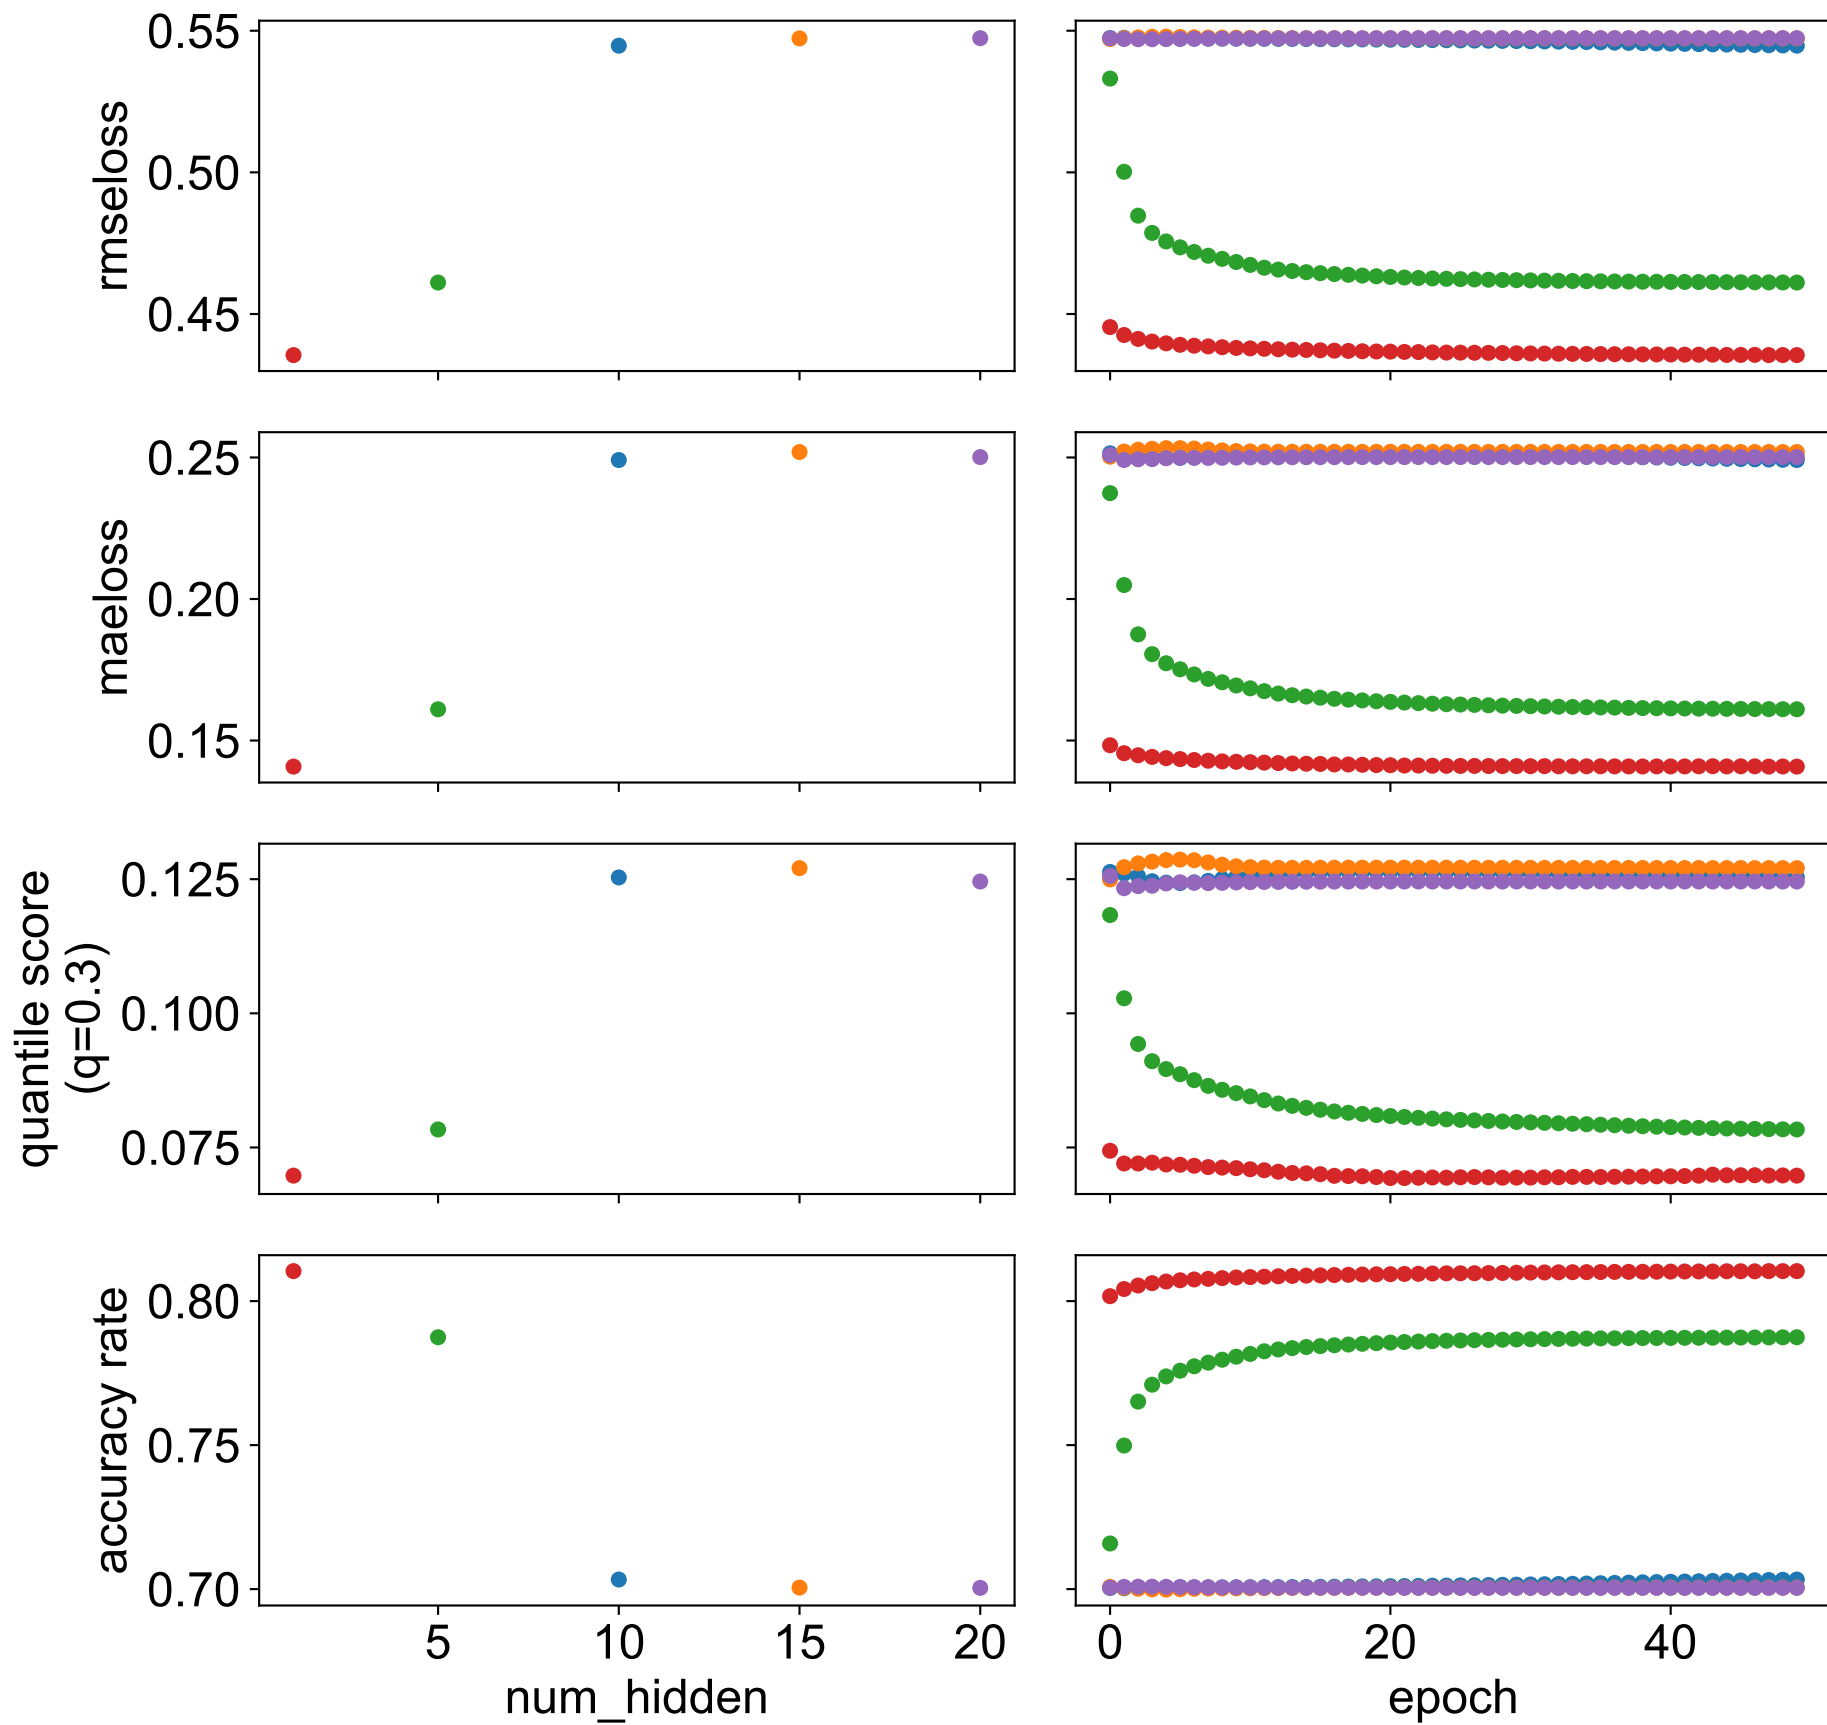 0.55
0.50
0.45
rmseloss
0.25
0.20
0.15
maeloss
0.125
0.100
0.075
quantile score
(q=0.3)
0.80
0.75
0.70
accuracy rate
5 10 15 20
num_hidden
0 20 40
epoch